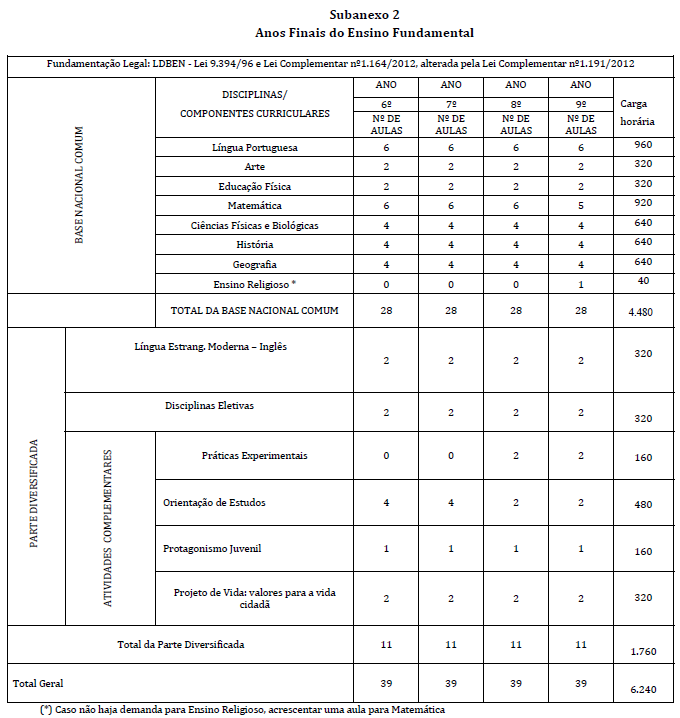 Subanexo 2
Anos Finais do Ensino Fundamental
Fundamentação Legal: LDBEN - Lei 9.394/96 e Lei Complementar nº1.164/2012, alterada pela Lei Complementar nº1.191/2012
BASE NACIONAL COMUM
DISCIPLINAS/
COMPONENTES CURRICULARES
ANO ANO ANO ANO
6º 7º 8º 9º
Nº DE AULAS Nº DE AULAS Nº DE AULAS Nº DE AULAS
Carga
horária
Língua Portuguesa 6 6 6 6 960
Arte 2 2 2 2 320
Educação Física 2 2 2 2 320
Matemática 6 6 6 5 920
Ciências Físicas e Biológicas 4 4 4 4 640
História 4 4 4 4 640
Geografia 4 4 4 4 640
Ensino Religioso * 0 0 0 1 40
TOTAL DA BASE NACIONAL COMUM 28 28 28 28 4.480
PARTE DIVERSIFICADA
Língua Estrang. Moderna – Inglês 2 2 2 2 320
Disciplinas Eletivas 2 2 2 2 320
ATIVIDADES COMPLEMENTARES
Práticas Experimentais 0 0 2 2 160
Orientação de Estudos 4 4 2 2 480
Protagonismo Juvenil 1 1 1 1 160
Projeto de Vida: valores para a vida
cidadã 2 2 2 2 320
Total da Parte Diversificada 11 11 11 11 1.760
Total Geral 39 39 39 39 6.240
(*) Caso não haja demanda para Ensino Religioso, acrescentar uma aula para Matemática